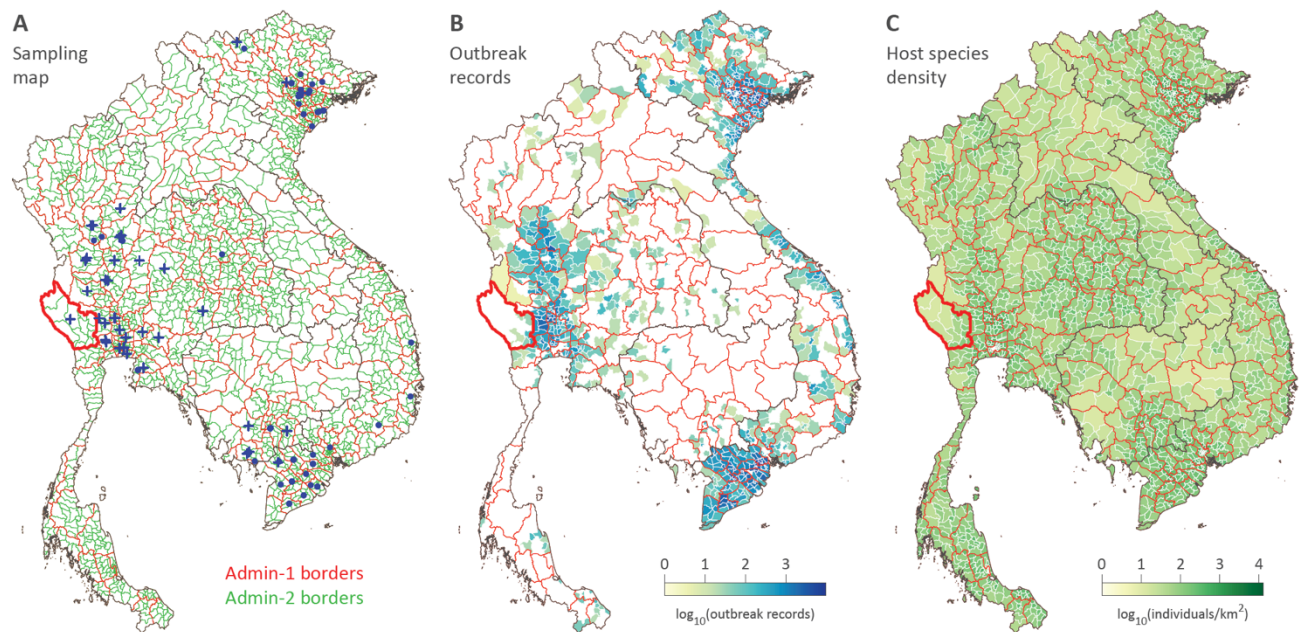 A
Sampling
map
Admin-1 borders
Admin-2 borders
B
Outbreak
records
0 1 2 3
log₁₀(outbreak records)
C
Host species
density
0 1 2 3 4
log₁₀(individuals/km²)